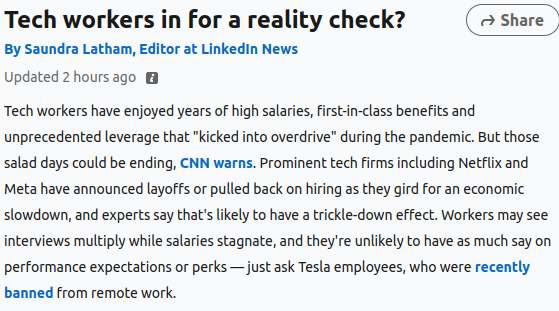 Tech workers in for a reality check?
Share
By Saundra Latham, Editor at LinkedIn News
Updated 2 hours ago
Tech workers have enjoyed years of high salaries, first-in-class benefits and
unprecedented leverage that "kicked into overdrive" during the pandemic. But those
salad days could be ending, CNN warns. Prominent tech firms including Netflix and
Meta have announced layoffs or pulled back on hiring as they gird for an economic
slowdown, and experts say that's likely to have a trickle-down effect. Workers may see
interviews multiply while salaries stagnate, and they're unlikely to have as much say on
performance expectations or perks — just ask Tesla employees, who were recently
banned from remote work.